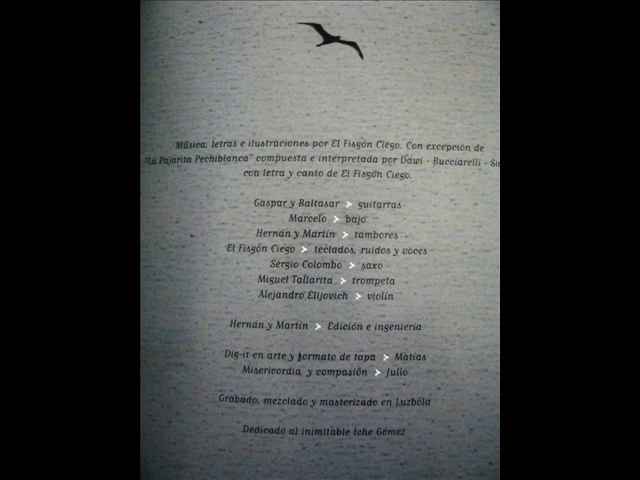 Música, letras e ilustraciones por El Fisgón Ciego. Con excepción de
"La Pajarita Pechiblanca" compuesta e interpretada por Dawi - Bucciarelli -
con letra y canto de El Fisgón Ciego.
Gaspar y Baltasar > guitarras
Marcelo > bajo
Hernán y Martín > tambores
El Fisgón Ciego > teclados, ruidos y voces
Sergio Colombo > saxo
Miguel Tallarita > trompeta
Alejandro Elijovich > violín
Hernán y Martín > Edición e ingeniería
Dig-it en arte y formato de tapa > Matías
Misericordia y compasión > Julio
Grabado, mezclado y masterizado en Luzbola
Dedicado al inimitable Iche Gómez